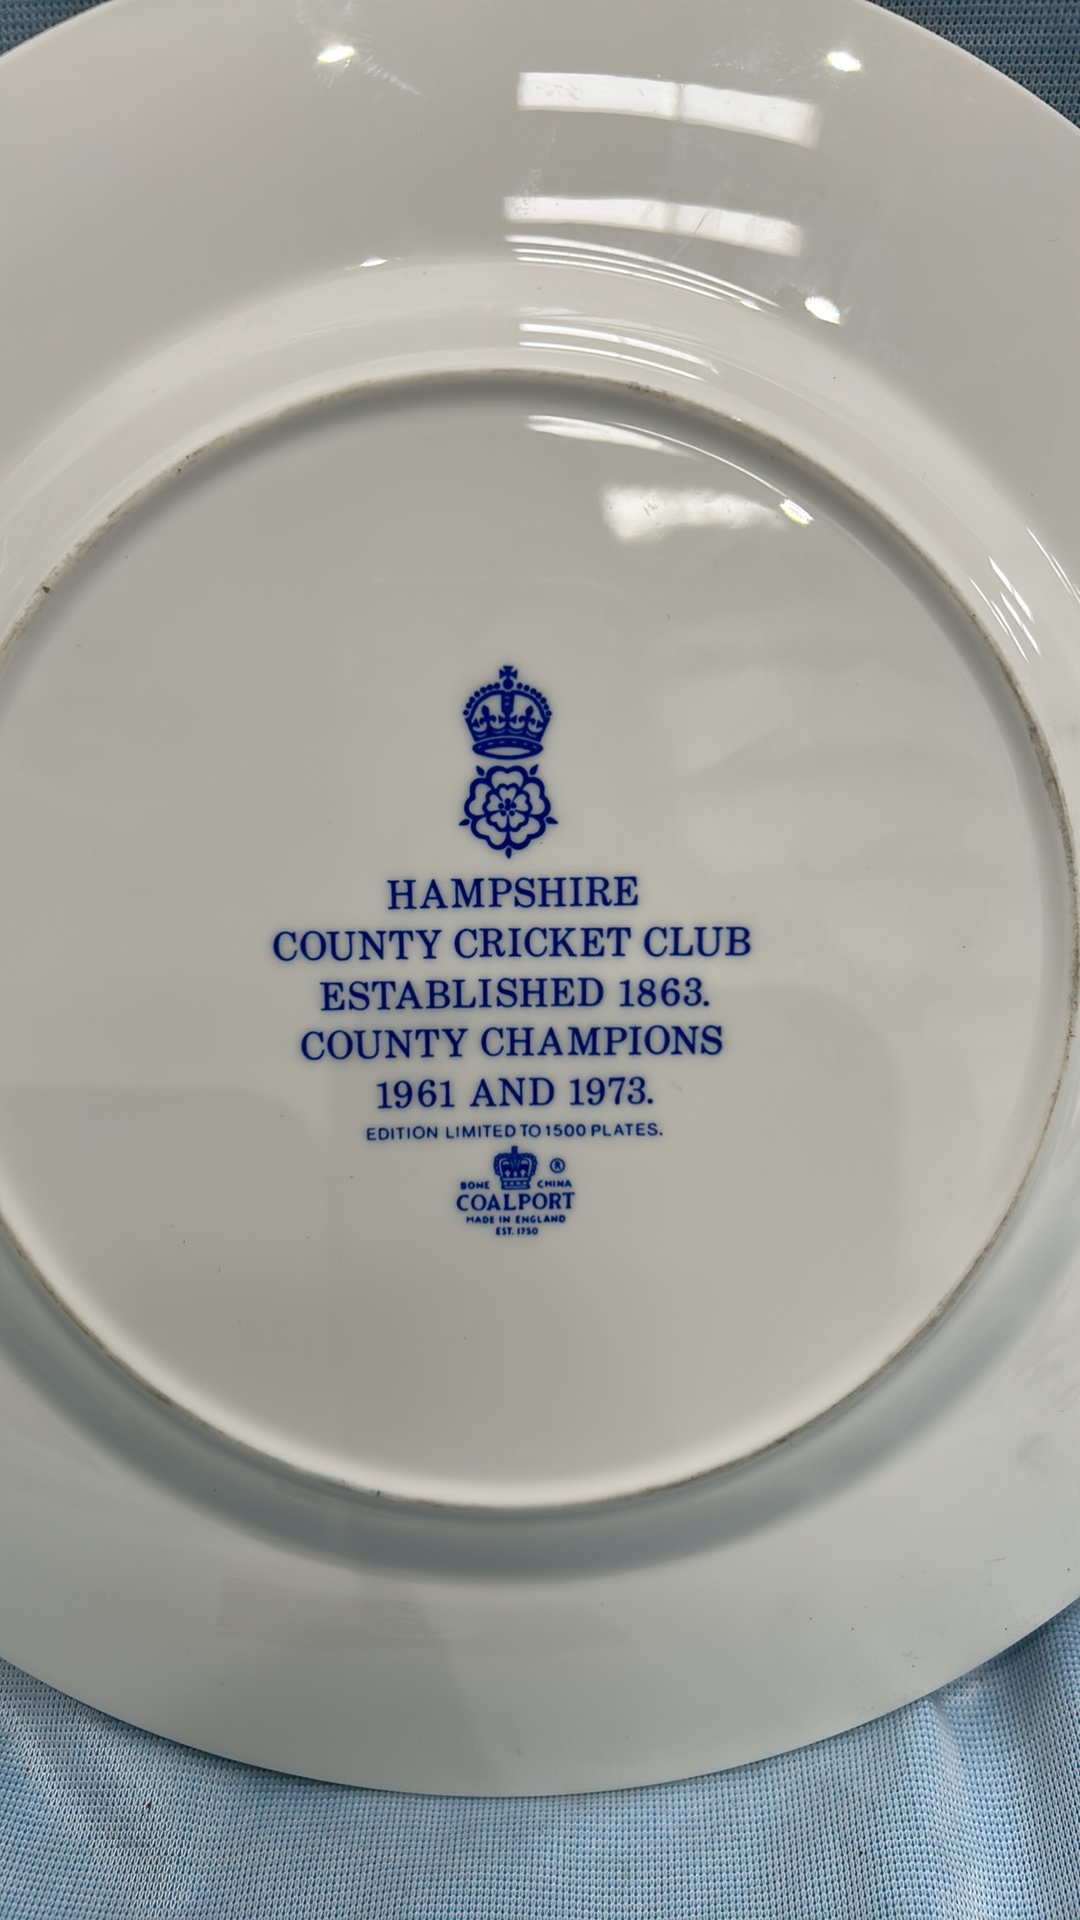 HAMPSHIRE
COUNTY CRICKET CLUB
ESTABLISHED 1863.
COUNTY CHAMPIONS
1961 AND 1973.
EDITION LIMITED TO 1500 PLATES.
®
BONE CHINA
COALPORT
MADE IN ENGLAND
EST. 1750